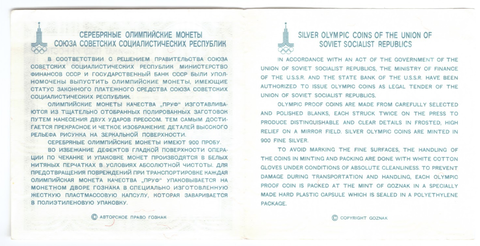 СЕРЕБРЯНЫЕ ОЛИМПИЙСКИЕ МОНЕТЫ
СОЮЗА СОВЕТСКИХ СОЦИАЛИСТИЧЕСКИХ РЕСПУБЛИК
В СООТВЕТСТВИИ С РЕШЕНИЕМ ПРАВИТЕЛЬСТВА СОЮЗА
СОВЕТСКИХ СОЦИАЛИСТИЧЕСКИХ РЕСПУБЛИК МИНИСТЕРСТВО
ФИНАНСОВ СССР И ГОСУДАРСТВЕННЫЙ БАНК СССР БЫЛИ УПОЛ-
НОМОЧЕНЫ ВЫПУСТИТЬ ОЛИМПИЙСКИЕ МОНЕТЫ, ИМЕЮЩИЕ
СТАТУС ЗАКОННОГО ПЛАТЕЖНОГО СРЕДСТВА СОЮЗА СОВЕТ-
СКИХ СОЦИАЛИСТИЧЕСКИХ РЕСПУБЛИК.
ОЛИМПИЙСКИЕ МОНЕТЫ КАЧЕСТВА „ПРУФ" ИЗГОТАВЛИВА-
ЮТСЯ ИЗ ТЩАТЕЛЬНО ОТОБРАННЫХ ПОЛИРОВАННЫХ ЗАГОТОВОК
ПУТЕМ НАНЕСЕНИЯ ДВУХ УДАРОВ ПРЕССОМ, ТЕМ САМЫМ ДОСТИ-
ГАЕТСЯ ПРЕКРАСНОЕ И ЧЕТКОЕ ИЗОБРАЖЕНИЕ ДЕТАЛЕЙ ВЫСОКОГО
РЕЛЬЕФА РИСУНКА НА ЗЕРКАЛЬНОЙ ПОВЕРХНОСТИ.
СЕРЕБРЯНЫЕ ОЛИМПИЙСКИЕ МОНЕТЫ ИМЕЮТ 900 ПРОБУ.
ВО ИЗБЕЖАНИЕ ДЕФЕКТОВ ГЛАДКОЙ ПОВЕРХНОСТИ ОПЕРА-
ЦИИ ПО ЧЕКАНКЕ И УПАКОВКЕ МОНЕТ ПРОИЗВОДЯТСЯ В БЕЛЫХ
НИТЯНЫХ ПЕРЧАТКАХ В УСЛОВИЯХ АБСОЛЮТНОЙ ЧИСТОТЫ. ДЛЯ
ПРЕДОТВРАЩЕНИЯ ПОВРЕЖДЕНИЙ ПРИ ТРАНСПОРТИРОВКЕ КАЖДАЯ
ОЛИМПИЙСКАЯ МОНЕТА КАЧЕСТВА „ПРУФ" УПАКОВЫВАЕТСЯ НА
МОНЕТНОМ ДВОРЕ ГОЗНАКА В СПЕЦИАЛЬНО ИЗГОТОВЛЕННУЮ
ЖЕСТКУЮ ПЛАСТМАССОВУЮ КАПСУЛУ, КОТОРАЯ ЗАВАРИВАЕТСЯ
В ПОЛИЭТИЛЕНОВУЮ УПАКОВКУ.
© АВТОРСКОЕ ПРАВО ГОЗНАК
SILVER OLYMPIC COINS OF THE UNION OF
SOVIET SOCIALIST REPUBLICS
IN ACCORDANCE WITH AN ACT OF THE GOVERNMENT OF THE
UNION OF SOVIET SOCIALIST REPUBLICS, THE MINISTRY OF FINANCE
OF THE U.S.S.R. AND THE STATE BANK OF THE U.S.S.R. HAVE BEEN
AUTHORIZED TO ISSUE OLYMPIC COINS AS LEGAL TENDER OF THE
UNION OF SOVIET SOCIALIST REPUBLICS.
OLYMPIC PROOF COINS ARE MADE FROM CAREFULLY SELECTED
AND POLISHED BLANKS, EACH STRUCK TWICE ON THE PRESS TO
PRODUCE DISTINGUISHABLE AND CLEAR DETAILS IN FROSTED, HIGH
RELIEF ON A MIRROR FIELD. SILVER OLYMPIC COINS ARE MINTED IN
900 FINE SILVER.
TO AVOID MARKING THE FINE SURFACES, THE HANDLING OF
THE COINS IN MINTING AND PACKING ARE DONE WITH WHITE COTTON
GLOVES UNDER CONDITIONS OF ABSOLUTE CLEANLINESS. TO PREVENT
DAMAGE DURING TRANSPORTATION AND HANDLING, EACH OLYMPIC
PROOF COIN IS PACKED AT THE MINT OF GOZNAK IN A SPECIALLY
MADE HARD PLASTIC CAPSULE WHICH IS SEALED IN A POLYETHYLENE
PACKAGE.
© COPYRIGHT GOZNAK